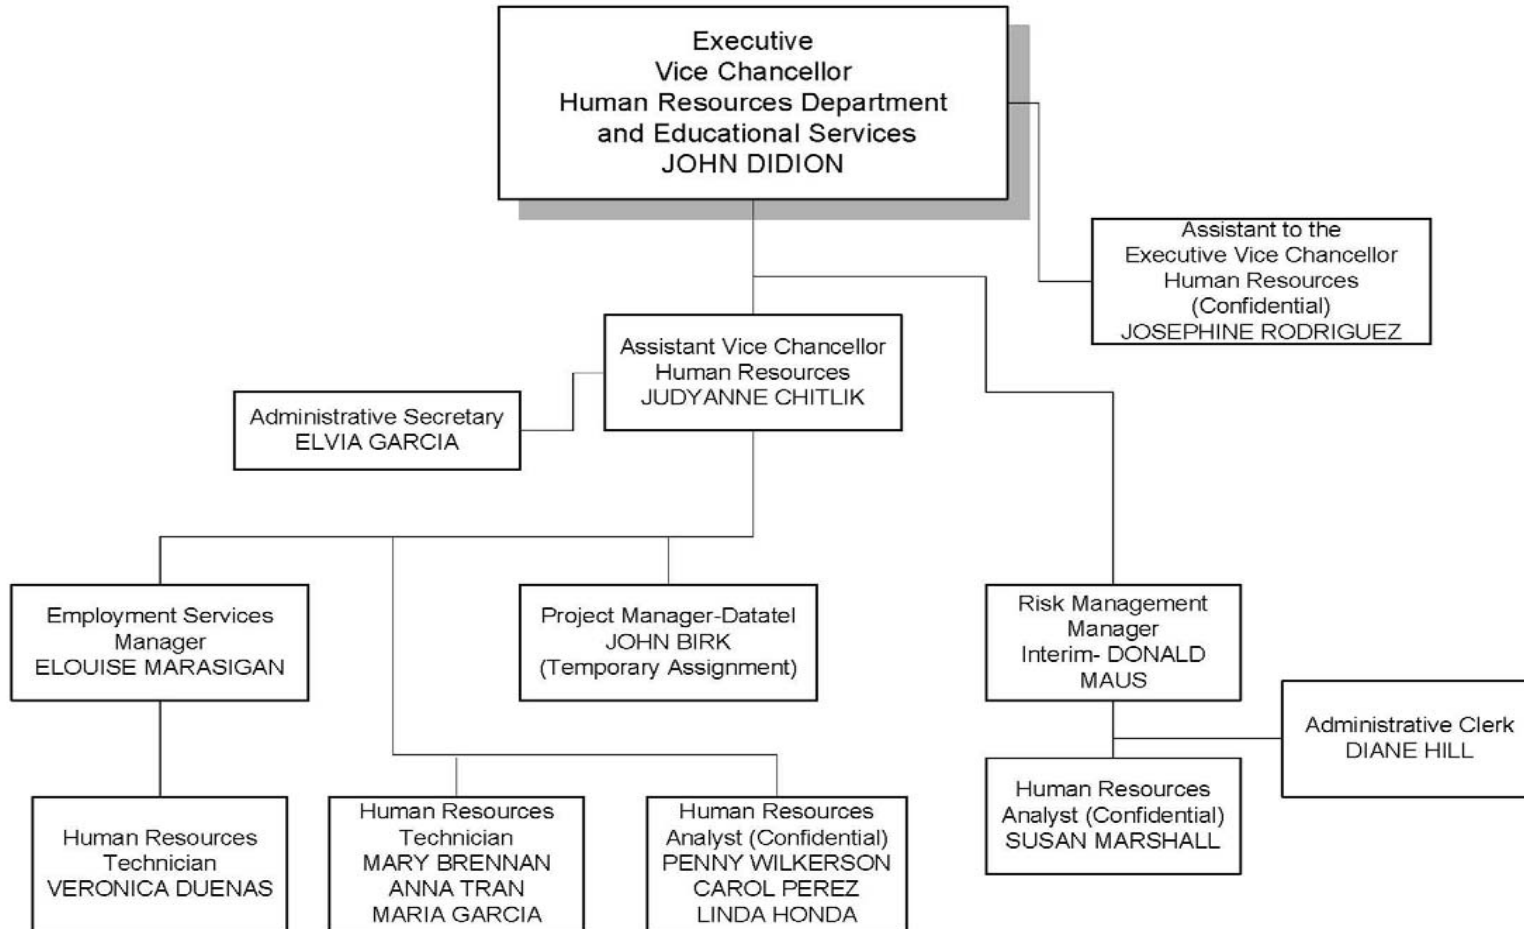 Executive
Vice Chancellor
Human Resources Department
and Educational Services
JOHN DIDION
Assistant to the
Executive Vice Chancellor
Human Resources
(Confidential)
JOSEPHINE RODRIGUEZ
Assistant Vice Chancellor
Human Resources
JUDYANNE CHITLIK
Administrative Secretary
ELVIA GARCIA
Employment Services
Manager
ELOUISE MARASIGAN
Project Manager-Datatel
JOHN BIRK
(Temporary Assignment)
Risk Management
Manager
Interim- DONALD
MAUS
Administrative Clerk
DIANE HILL
Human Resources
Technician
VERONICA DUENAS
Human Resources
Technician
MARY BRENNAN
ANNA TRAN
MARIA GARCIA
Human Resources
Analyst (Confidential)
PENNY WILKERSON
CAROL PEREZ
LINDA HONDA
Human Resources
Analyst (Confidential)
SUSAN MARSHALL